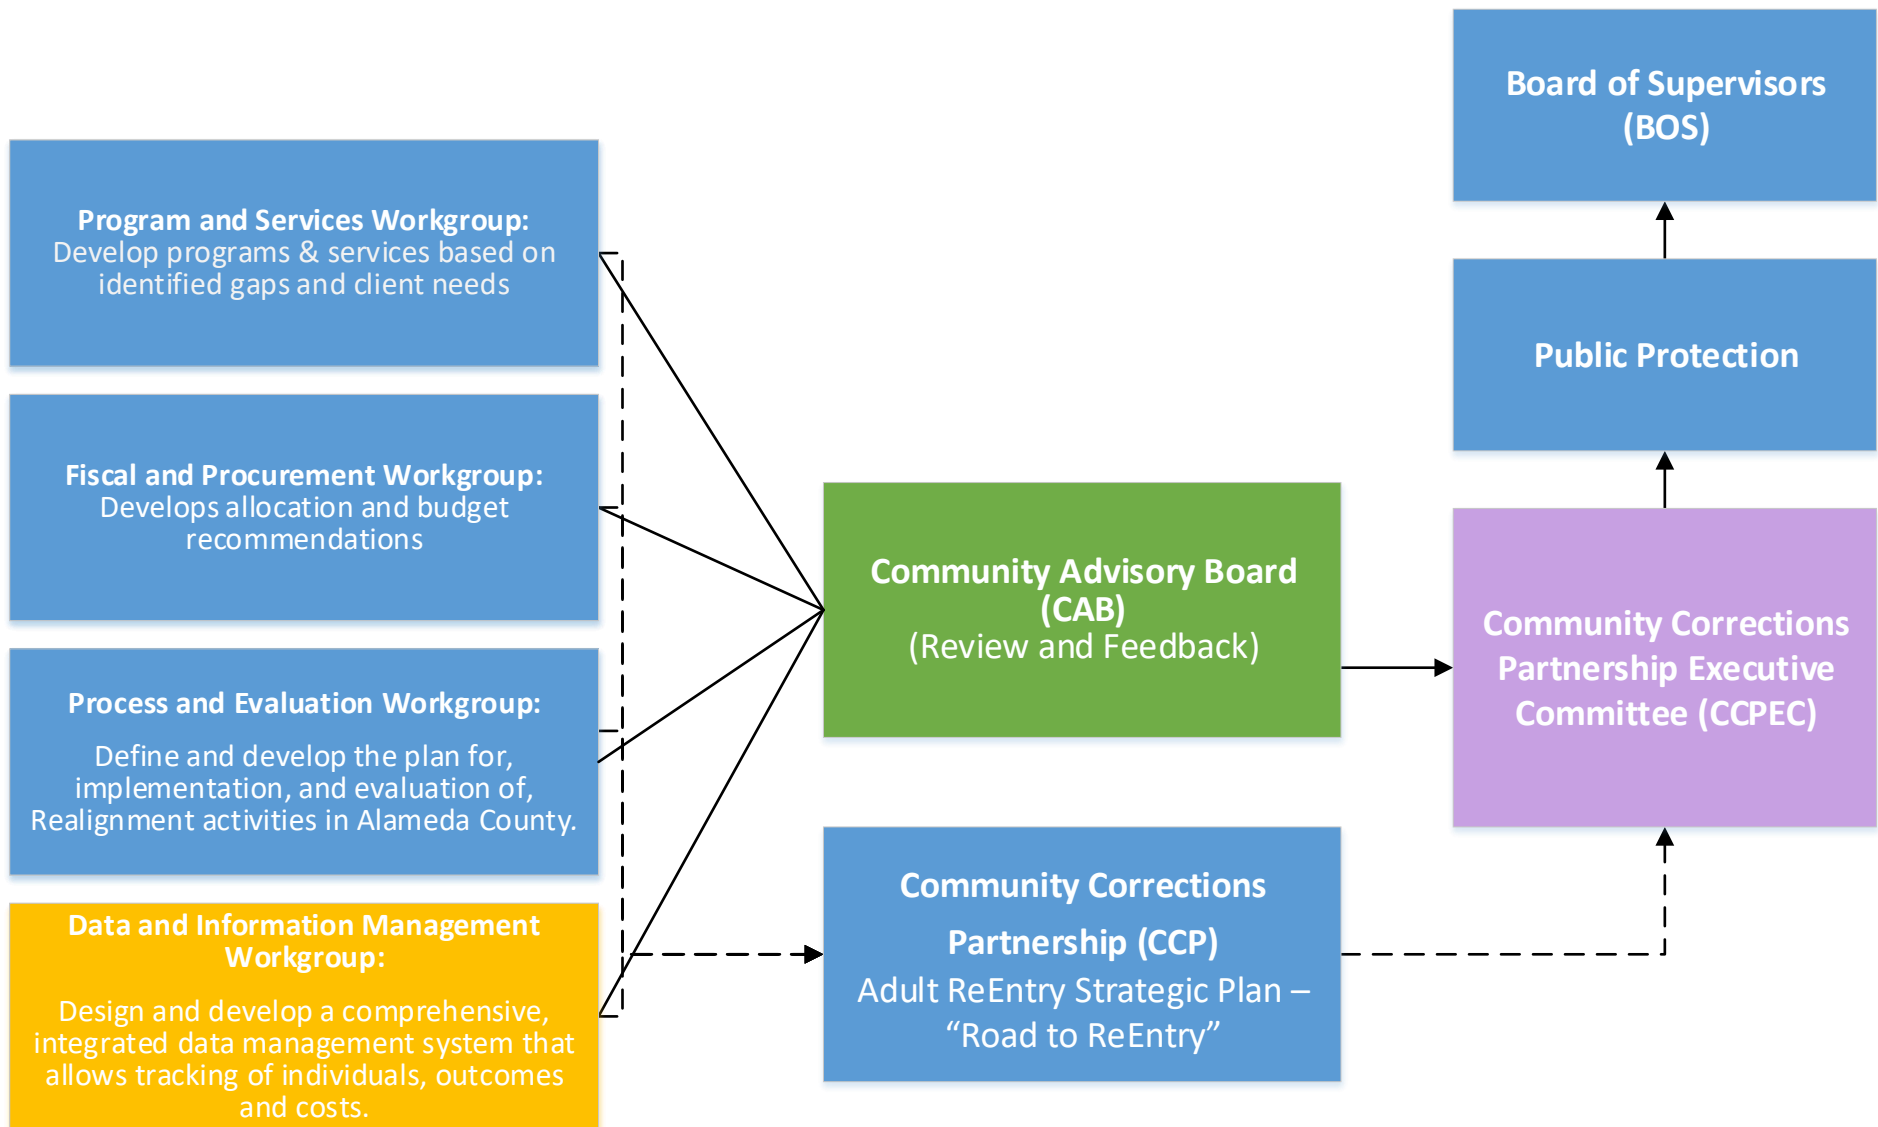 Program and Services Workgroup:
Develop programs & services based on
identified gaps and client needs
Fiscal and Procurement Workgroup:
Develops allocation and budget
recommendations
Process and Evaluation Workgroup:
Define and develop the plan for,
implementation, and evaluation of,
Realignment activities in Alameda County.
Data and Information Management
Workgroup:
Design and develop a comprehensive,
integrated data management system that
allows tracking of individuals, outcomes
and costs.
Community Advisory Board
(CAB)
(Review and Feedback)
Community Corrections
Partnership (CCP)
Adult ReEntry Strategic Plan –
“Road to ReEntry”
Board of Supervisors
(BOS)
Public Protection
Community Corrections
Partnership Executive
Committee (CCPEC)